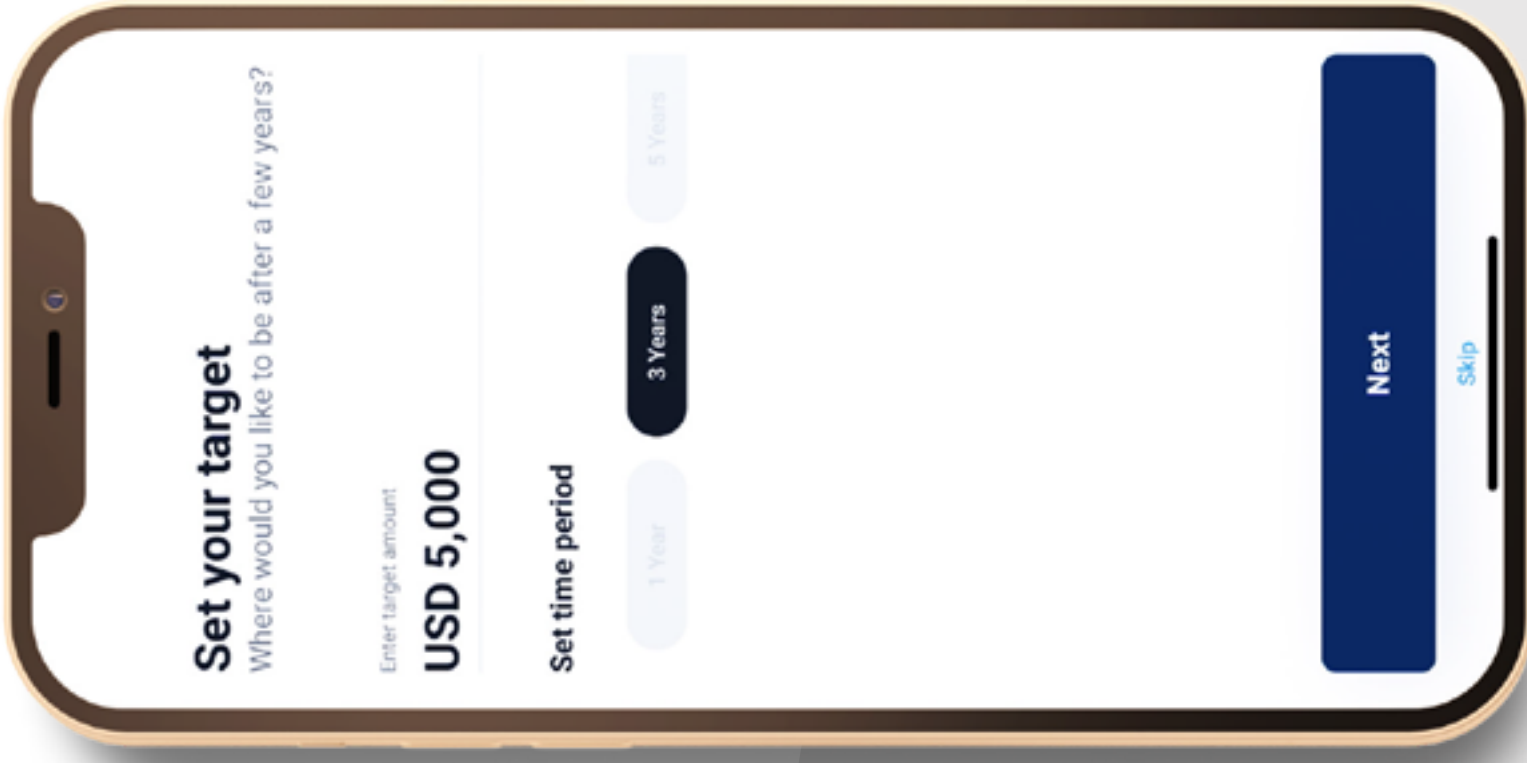 Set your target
Where would you like to be after a few years?
Enter target amount
USD 5,000
Set time period
1 Year
3 Years
5 Years
Next
Skip